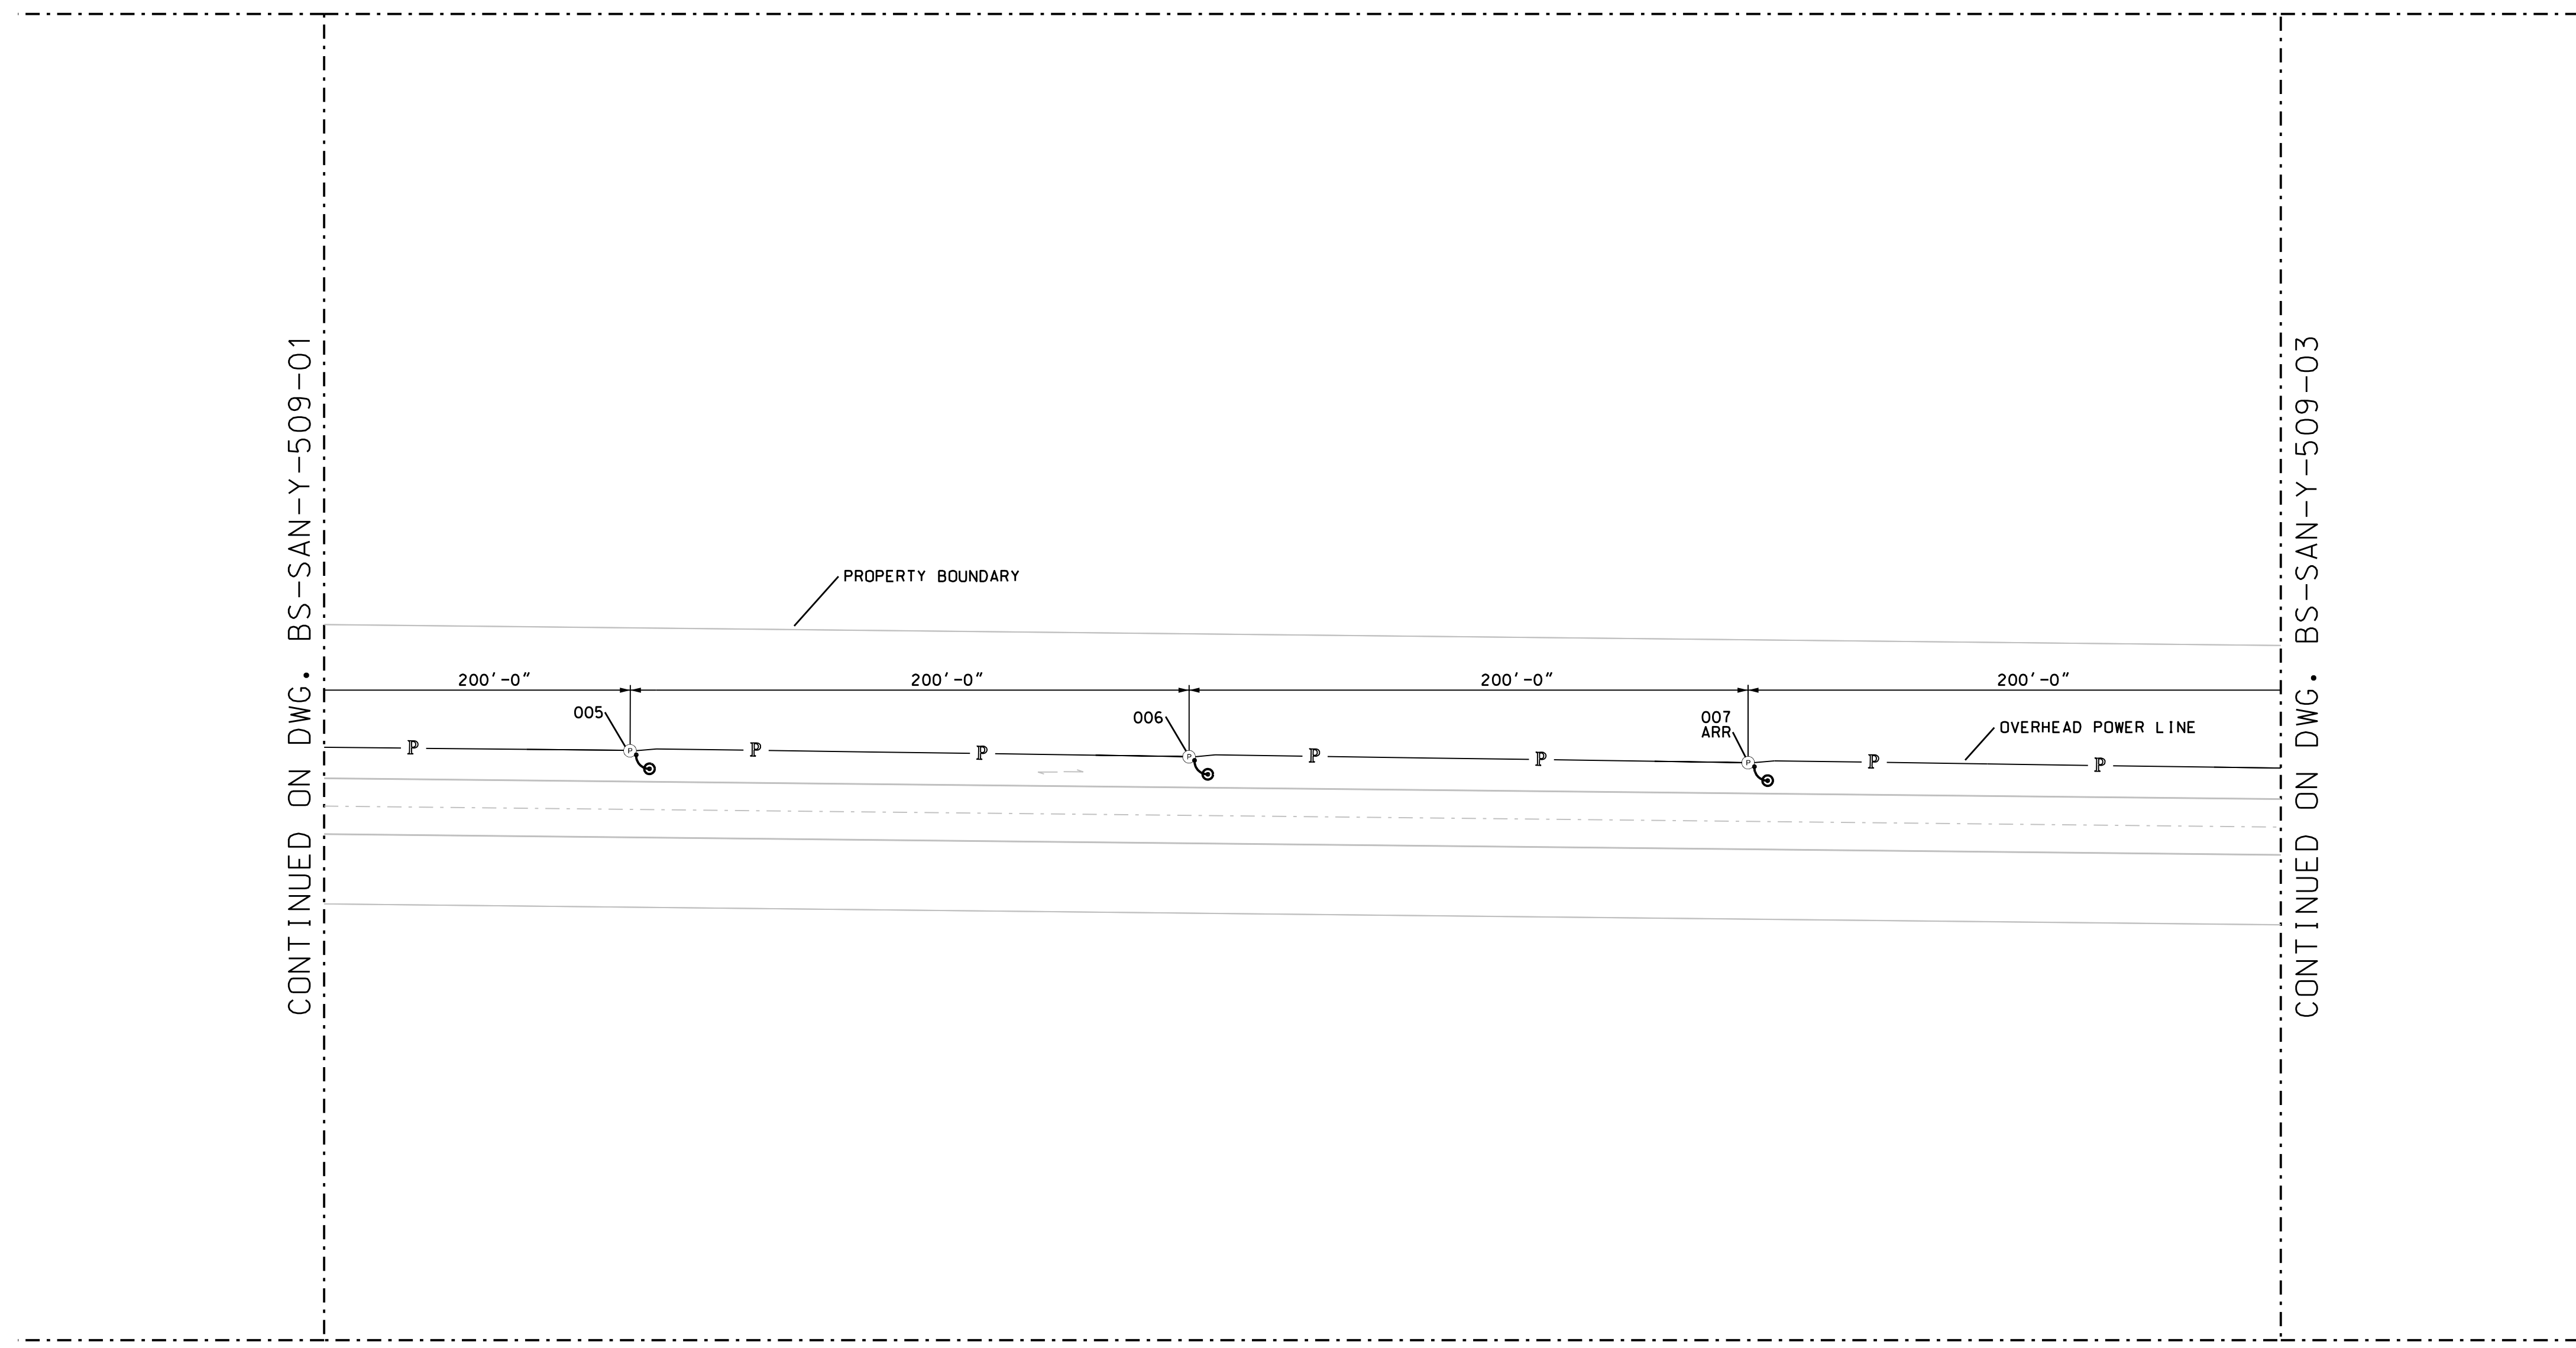 CONTINUED ON DWG. BS-SAN-Y-509-01
PROPERTY BOUNDARY
200'-0"
200'-0"
200'-0"
200'-0"
005
006
007
ARR
OVERHEAD POWER LINE
P
P
P
P
P
P
P
P
P
P
CONTINUED ON DWG. BS-SAN-Y-509-03